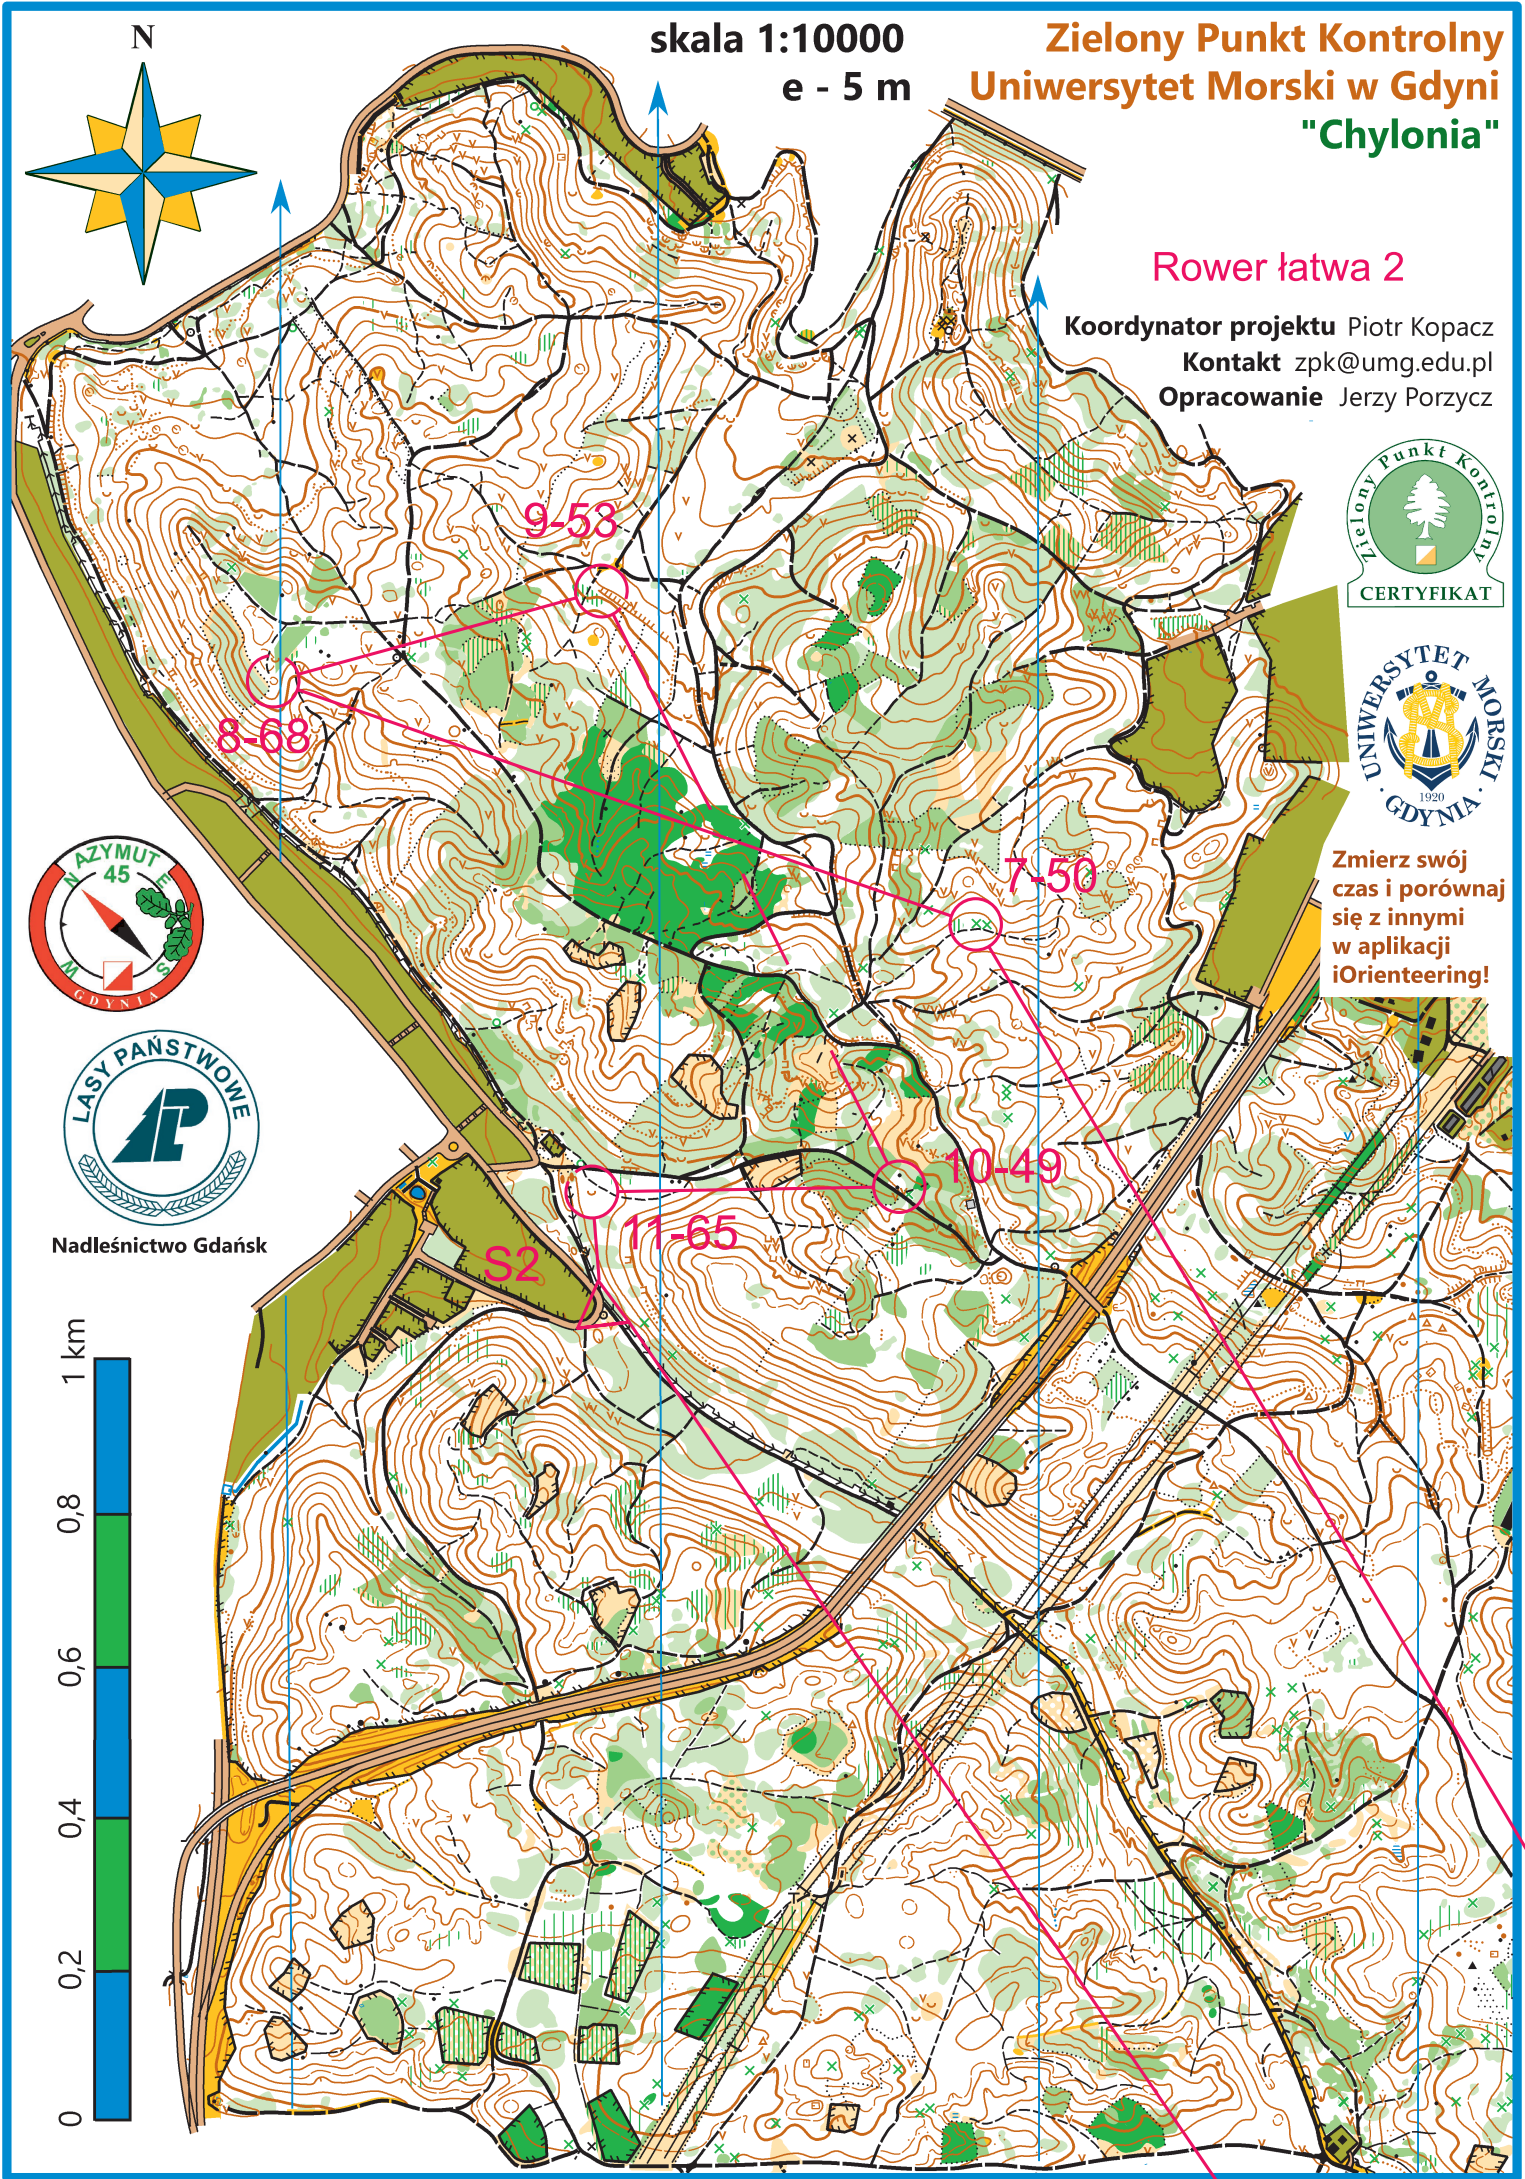 N
skala 1:10000
e - 5 m
Zielony Punkt Kontrolny
Uniwersytet Morski w Gdyni
"Chylonia"
Rower łatwa 2
Koordynator projektu Piotr Kopacz
Kontakt zpk@umg.edu.pl
Opracowanie Jerzy Porzycz
Zielony Punkt Kontrolny
CERTYFIKAT
9-53
8-68
UNIWERSYTET MORSKI
1920
· GDYNIA ·
7-50
Zmierz swój
czas i porównaj
się z innymi
w aplikacji
iOrienteering!
AZYMUT
45
N E
W S
GDYNIA
LASY PAŃSTWOWE
LP
Nadleśnictwo Gdańsk
10-49
11-65
S2
1 km
0,8
0,6
0,4
0,2
0